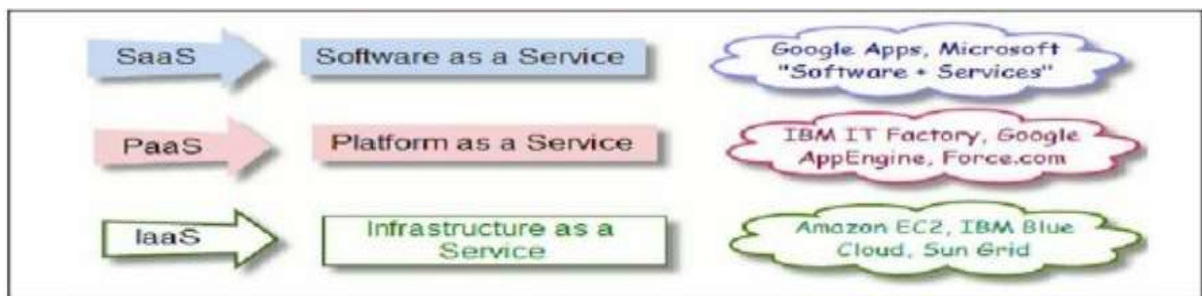 SaaS
Software as a Service
Google Apps, Microsoft
"Software + Services"
PaaS
Platform as a Service
IBM IT Factory, Google
AppEngine, Force.com
IaaS
Infrastructure as a
Service
Amazon EC2, IBM Blue
Cloud, Sun Grid